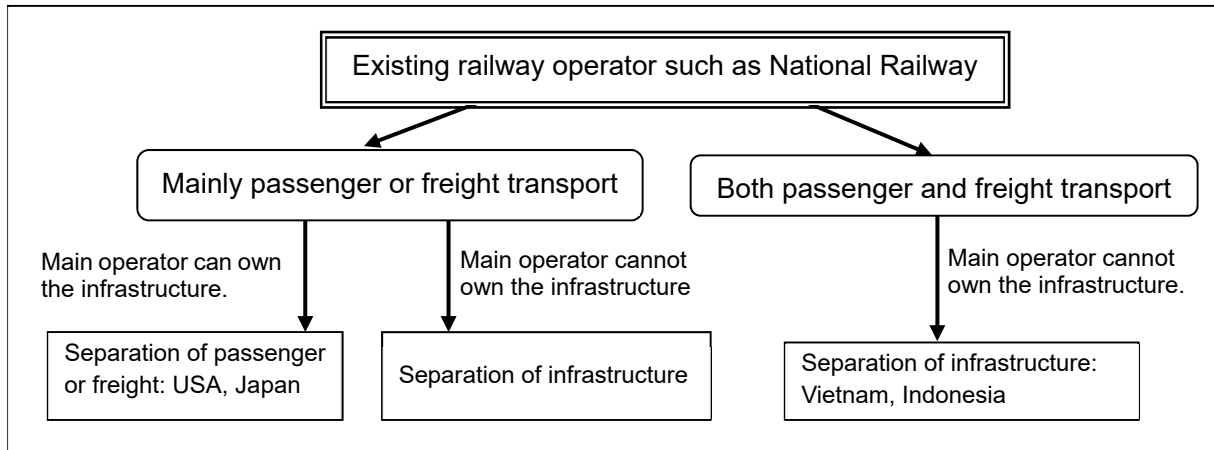 Existing railway operator such as National Railway
Mainly passenger or freight transport
Both passenger and freight transport
Main operator can own
the infrastructure.
Main operator cannot
own the infrastructure
Main operator cannot
own the infrastructure.
Separation of passenger
or freight: USA, Japan
Separation of infrastructure
Separation of infrastructure:
Vietnam, Indonesia